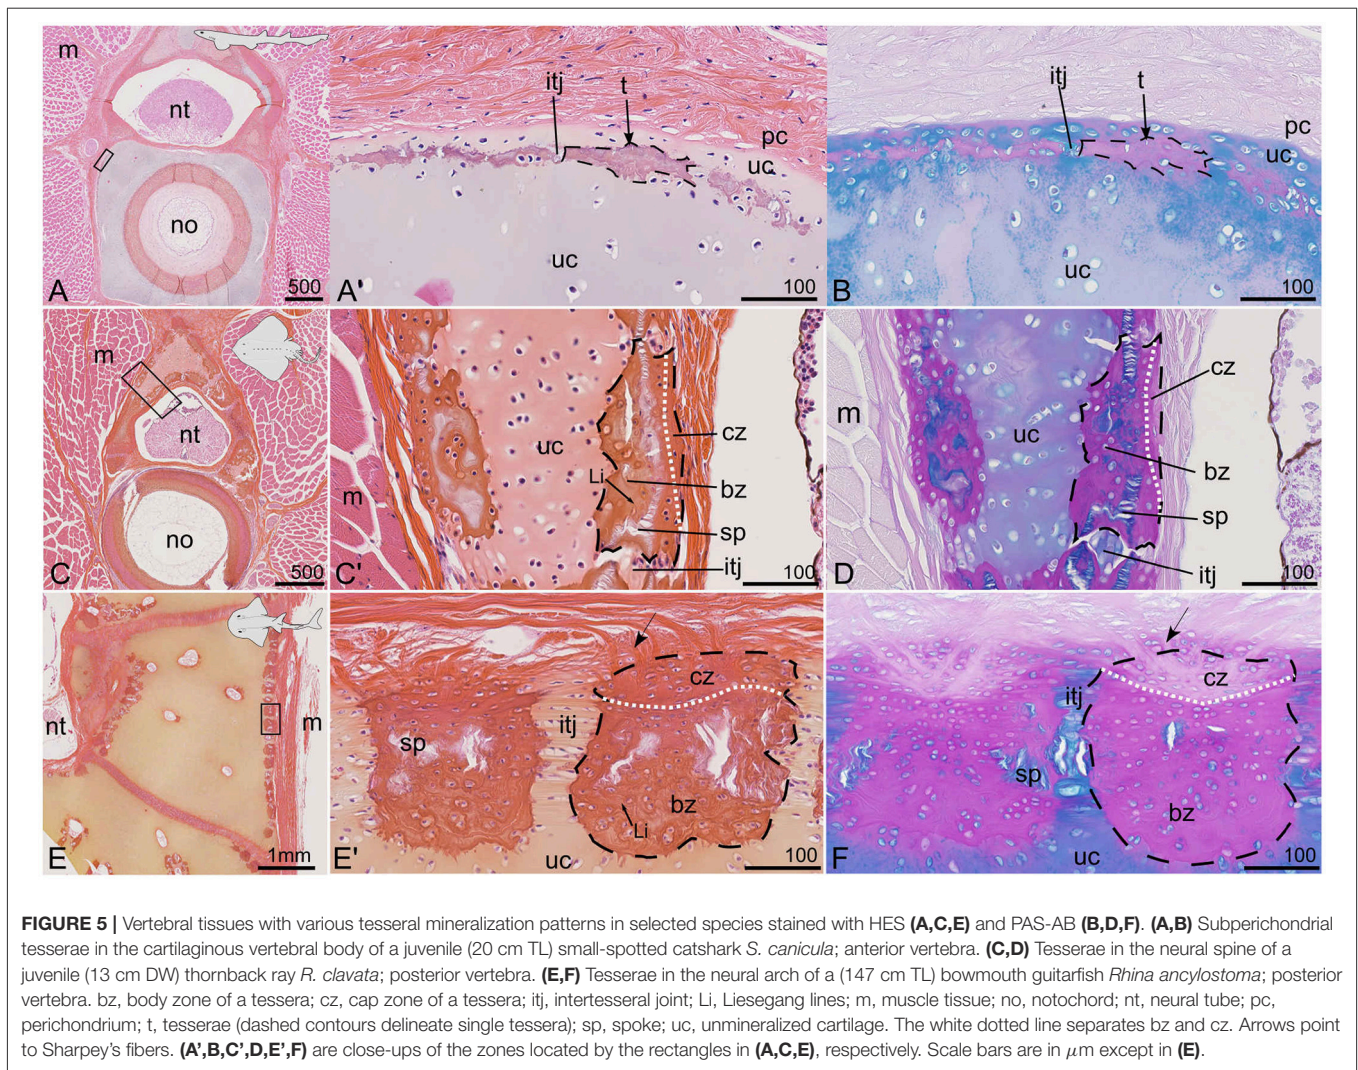 m
nt
no
A
500
itj
t
pc
uc
uc
A'
100
itj
t
pc
uc
uc
B
100
m
nt
no
C
500
uc
cz
Li
bz
m
sp
itj
C'
100
m
uc
cz
bz
sp
itj
D
100
nt
m
E
1mm
cz
itj
sp
bz
Li
uc
E'
100
cz
itj
sp
bz
uc
F
100
FIGURE 5 | Vertebral tissues with various tesseral mineralization patterns in selected species stained with HES (A,C,E) and PAS-AB (B,D,F). (A,B) Subperichondrial
tesserae in the cartilaginous vertebral body of a juvenile (20 cm TL) small-spotted catshark S. canicula; anterior vertebra. (C,D) Tesserae in the neural spine of a
juvenile (13 cm DW) thornback ray R. clavata; posterior vertebra. (E,F) Tesserae in the neural arch of a (147 cm TL) bowmouth guitarfish Rhina ancylostoma; posterior
vertebra. bz, body zone of a tessera; cz, cap zone of a tessera; itj, intertesseral joint; Li, Liesegang lines; m, muscle tissue; no, notochord; nt, neural tube; pc,
perichondrium; t, tesserae (dashed contours delineate single tessera); sp, spoke; uc, unmineralized cartilage. The white dotted line separates bz and cz. Arrows point
to Sharpey's fibers. (A',B,C',D,E',F) are close-ups of the zones located by the rectangles in (A,C,E), respectively. Scale bars are in μm except in (E).